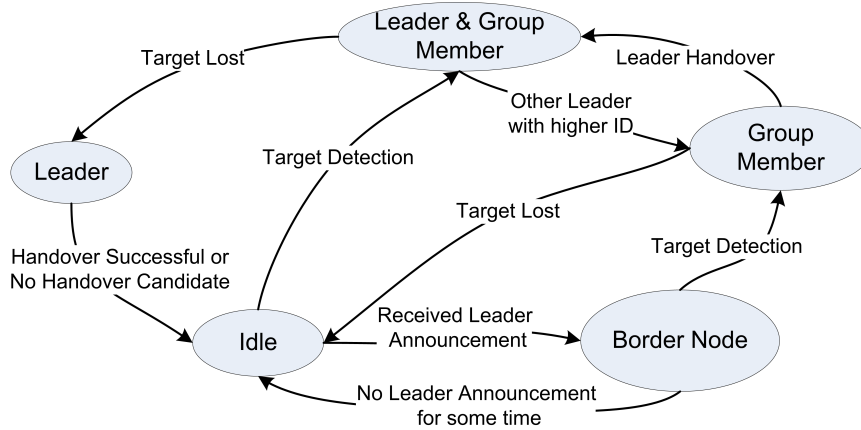 Leader & Group
Member
Target Lost
Leader Handover
Other Leader
with higher ID
Group
Member
Leader
Target Detection
Target Lost
Target Detection
Handover Successful or
No Handover Candidate
Received Leader
Announcement
Idle
Border Node
No Leader Announcement
for some time